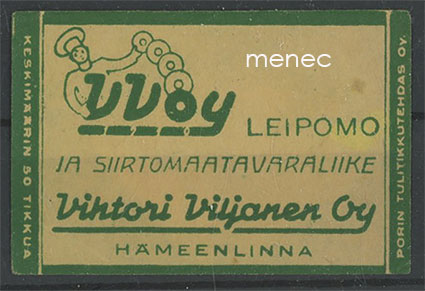 KESKIMÄÄRIN 50 TIKKUA
menec
VVOy
LEIPOMO
JA SIIRTOMAATAVARALIIKE
Vihtori Viljanen Oy
HÄMEENLINNA
PORIN TULITIKKUTEHDAS OY.